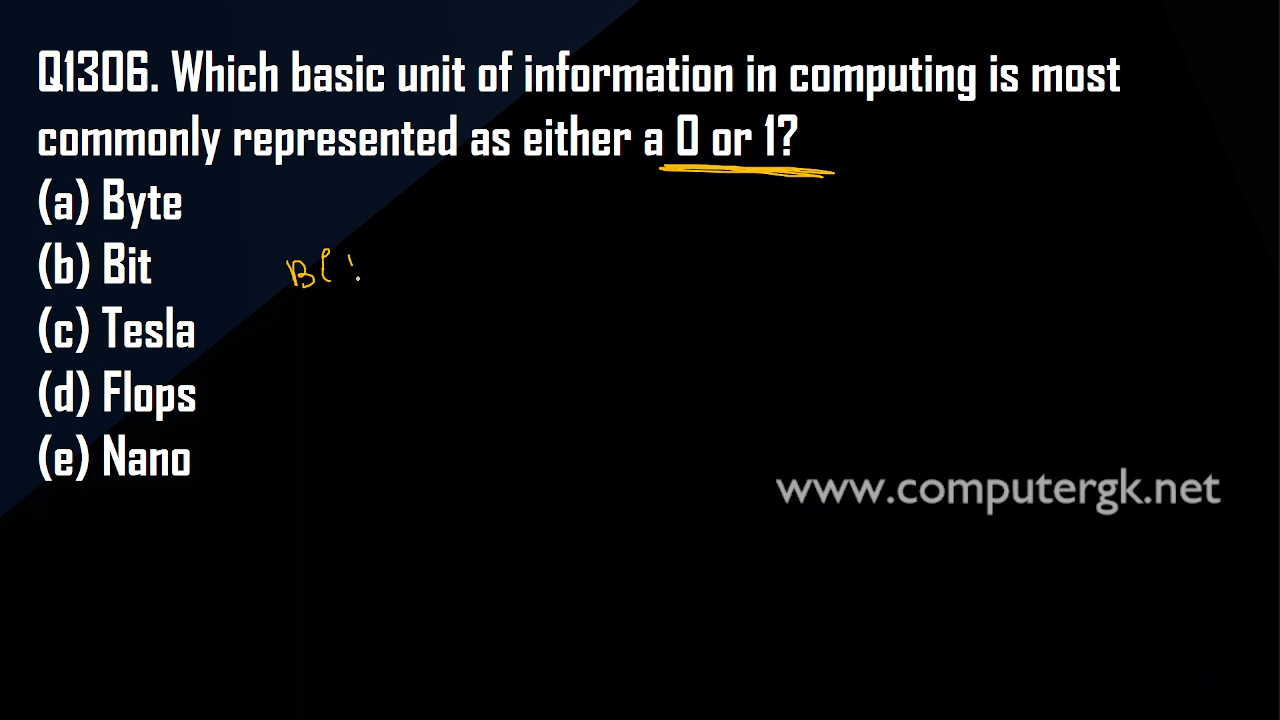 Q1306. Which basic unit of information in computing is most
commonly represented as either a 0 or 1?
(a) Byte
(b) Bit
(c) Tesla
(d) Flops
(e) Nano
www.computergk.net